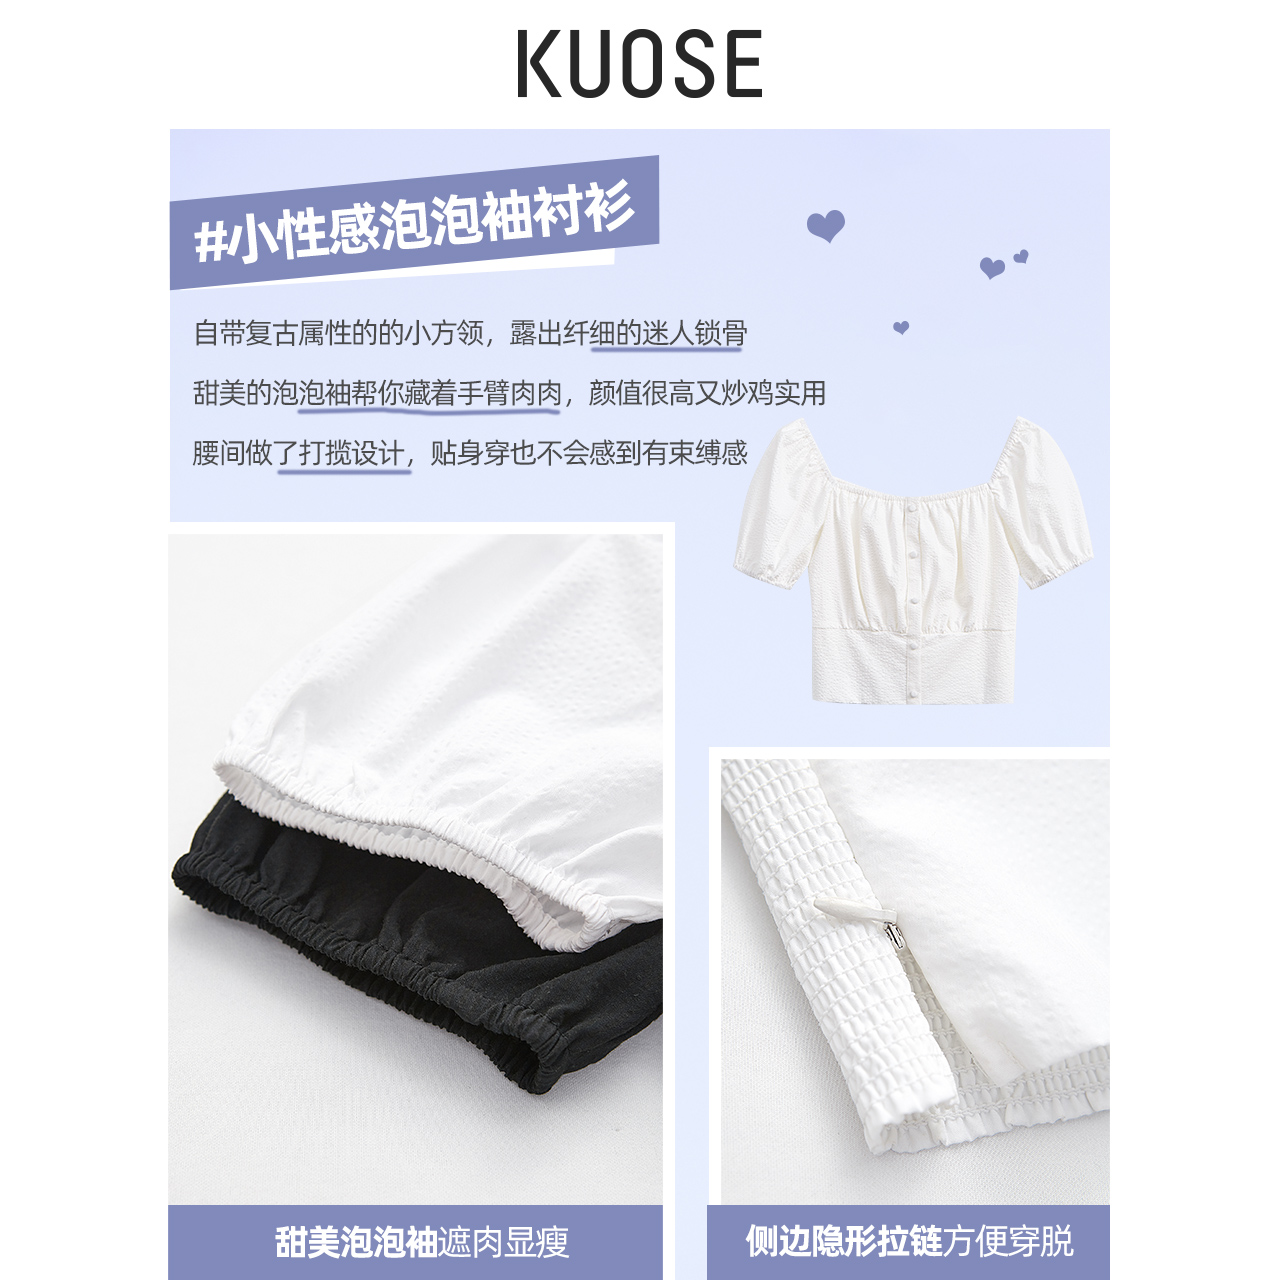 KUOSE
#小性感泡泡袖衬衫
自带复古属性的的小方领，露出纤细的迷人锁骨
甜美的泡泡袖帮你藏着手臂肉肉，颜值很高又炒鸡实用
腰间做了打揽设计，贴身穿也不会感到有束缚感
甜美泡泡袖遮肉显瘦
侧边隐形拉链方便穿脱